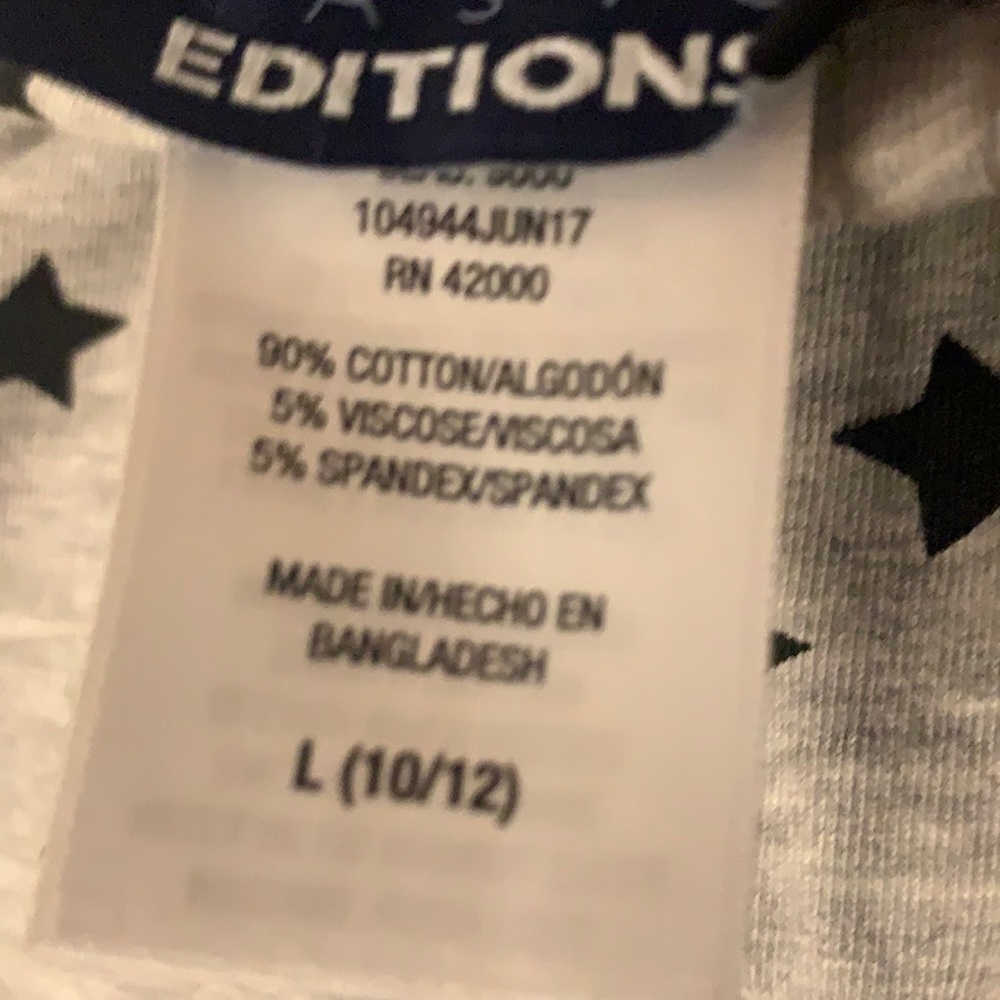 EDITIONS
104944JUN17
RN 42000
90% COTTON/ALGODÓN
5% VISCOSE/VISCOSA
5% SPANDEX/SPANDEX
MADE IN/HECHO EN
BANGLADESH
L (10/12)